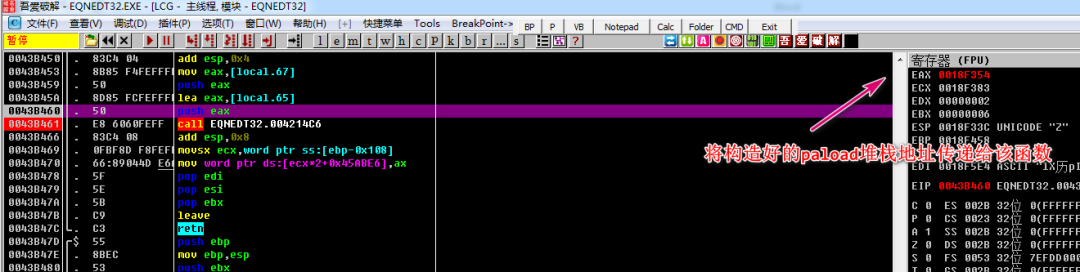 吾爱破解 - EQNEDT32.EXE - [LCG - 主线程, 模块 - EQNEDT32]
文件(F) 查看(V) 调试(D) 插件(P) 选项(T) 窗口(W) 帮助(H) [+] 快捷菜单 Tools BreakPoint-> BP P VB Notepad Calc Folder CMD Exit
暂停 l e m t w h c p k b r ... s ? 吾 爱 破 解
0043B450 . 83C4 04 add esp,0x4
0043B453 . 8B85 F4FEFFFF mov eax,[local.67]
0043B459 . 50 push eax
0043B45A . 8D85 FCFEFFFF lea eax,[local.65]
0043B460 . 50 push eax
0043B461 . E8 6060FEFF call EQNEDT32.004214C6
0043B466 . 83C4 08 add esp,0x8
0043B469 . 0FBF8D F8FEFF movsx ecx,word ptr ss:[ebp-0x108]
0043B470 . 66:89044D E6 mov word ptr ds:[ecx*2+0x45ABE6],ax
0043B478 . 5F pop edi
0043B479 . 5E pop esi
0043B47A . 5B pop ebx
0043B47B . C9 leave
0043B47C . C3 retn
0043B47D $ 55 push ebp
0043B47E . 8BEC mov ebp,esp
0043B480 . 53 push ebx
寄存器 (FPU)
EAX 0018F354
ECX 0018F383
EDX 00000002
EBX 00000006
ESP 0018F33C UNICODE "Z"
EBP 0018F458
将构造好的paload堆栈地址传递给该函数
EDI 0018F5E4 ASCII "1X
EIP 0043B460 EQNEDT32.0043
C 0 ES 002B 32位 0(FFFFFF
P 0 CS 0023 32位 0(FFFFFF
A 1 SS 002B 32位 0(FFFFFF
Z 0 DS 002B 32位 0(FFFFFF
S 0 FS 0053 32位 7EFDD000
T 0 GS 002B 32位 0(FFFFFF